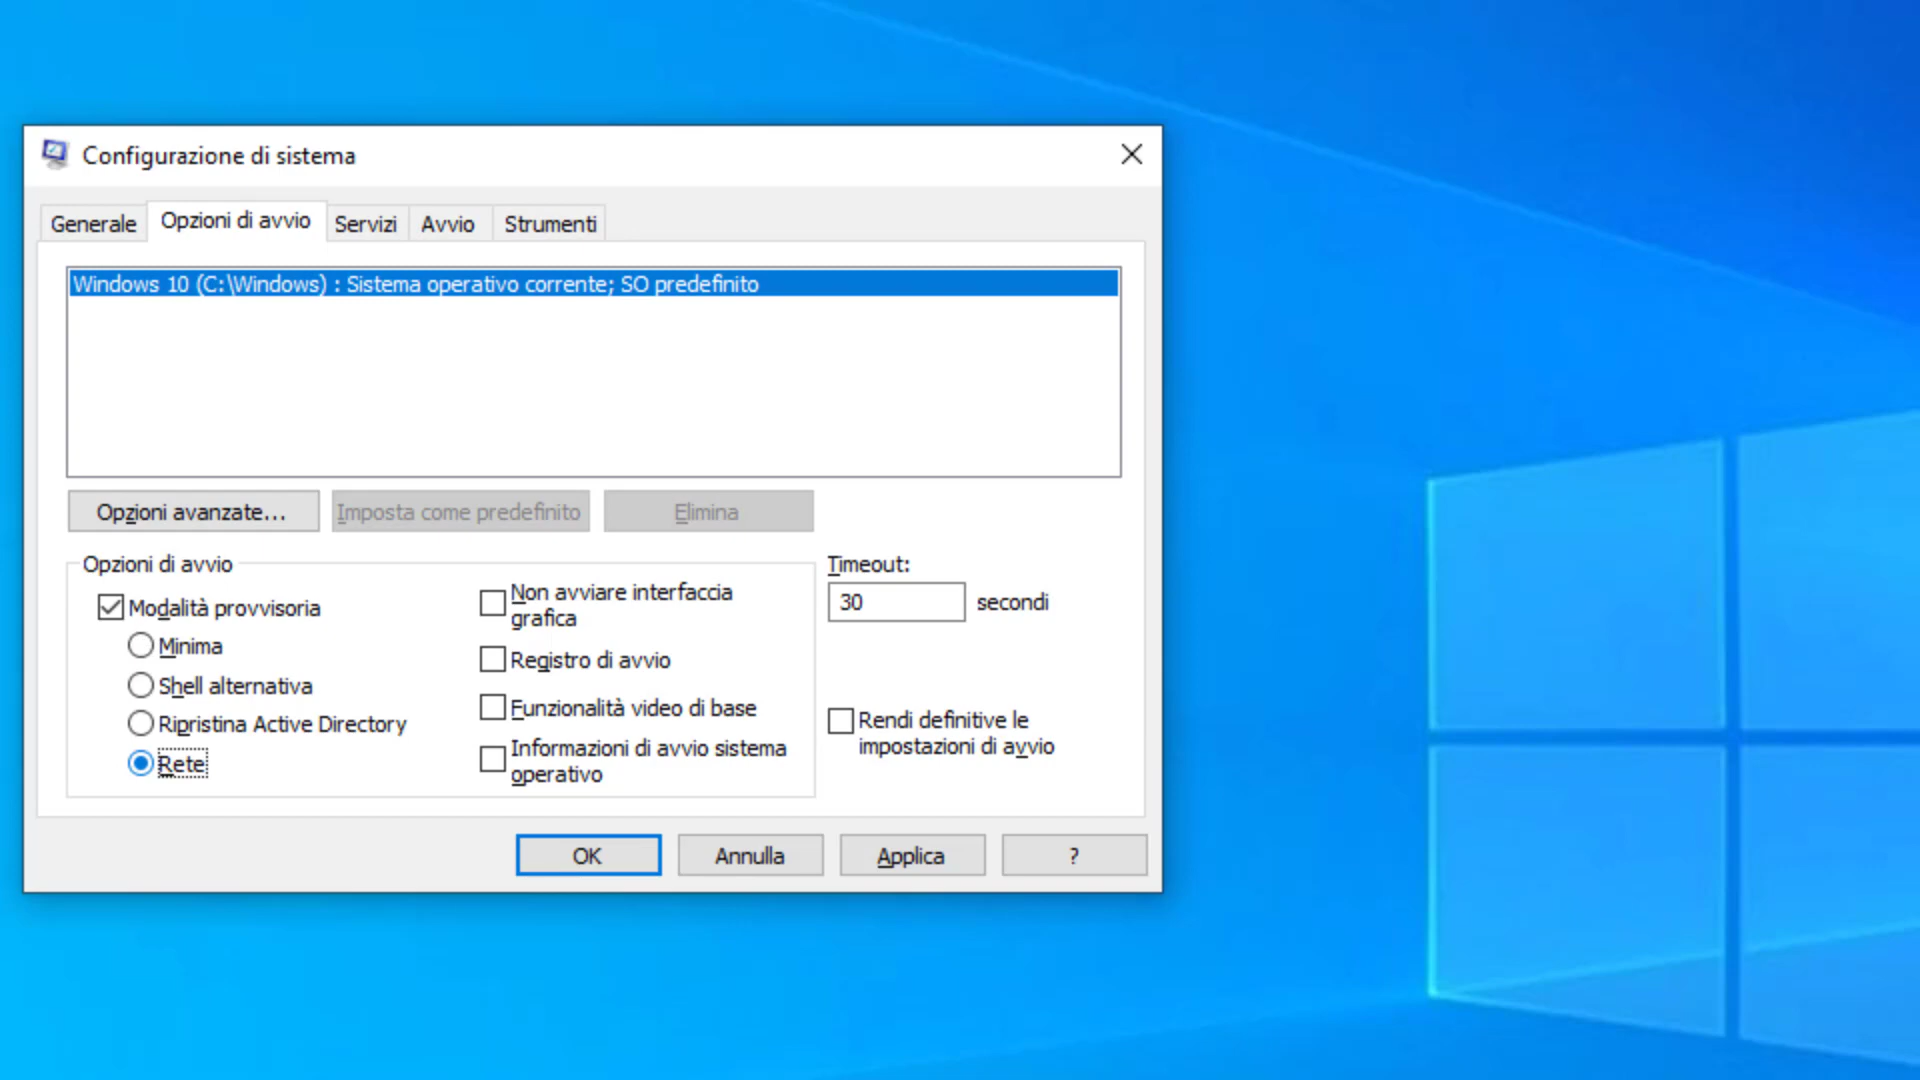 Configurazione di sistema
Generale
Opzioni di avvio
Servizi
Avvio
Strumenti
Windows 10 (C:\Windows) : Sistema operativo corrente; SO predefinito
Opzioni avanzate...
Imposta come predefinito
Elimina
Opzioni di avvio
Modalità provvisoria
Minima
Shell alternativa
Ripristina Active Directory
Rete
Non avviare interfaccia
grafica
Registro di avvio
Funzionalità video di base
Informazioni di avvio sistema
operativo
Timeout:
30 secondi
Rendi definitive le
impostazioni di avvio
OK
Annulla
Applica
?